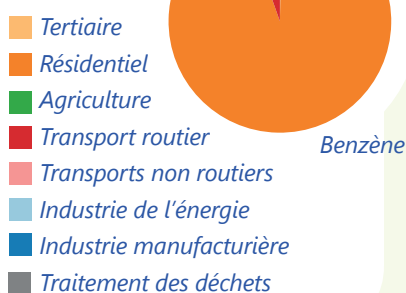 Tertiaire
Résidentiel
Agriculture
Transport routier
Benzène
Transports non routiers
Industrie de l'énergie
Industrie manufacturière
Traitement des déchets